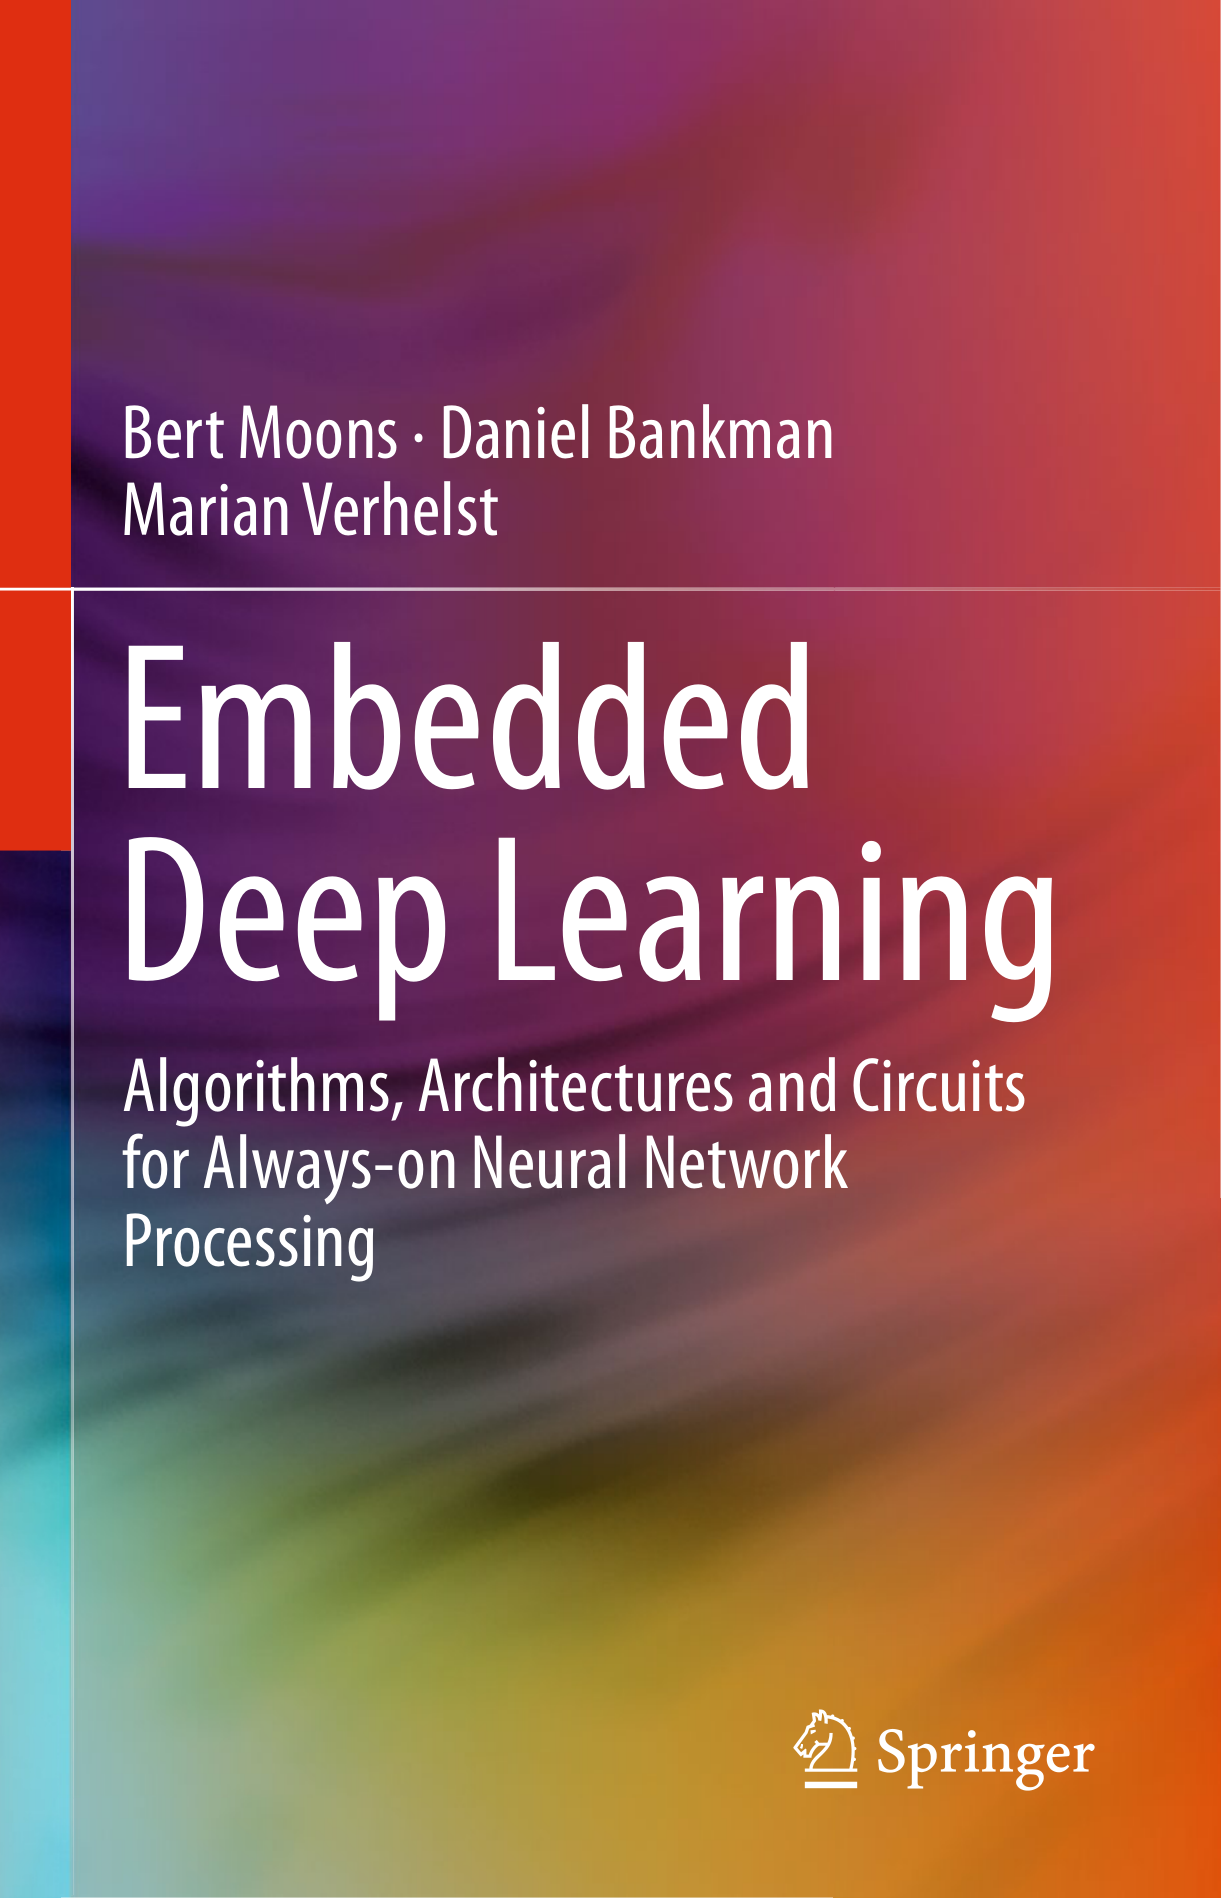 Bert Moons · Daniel Bankman
Marian Verhelst
Embedded
Deep Learning
Algorithms, Architectures and Circuits
for Always-on Neural Network
Processing
Springer